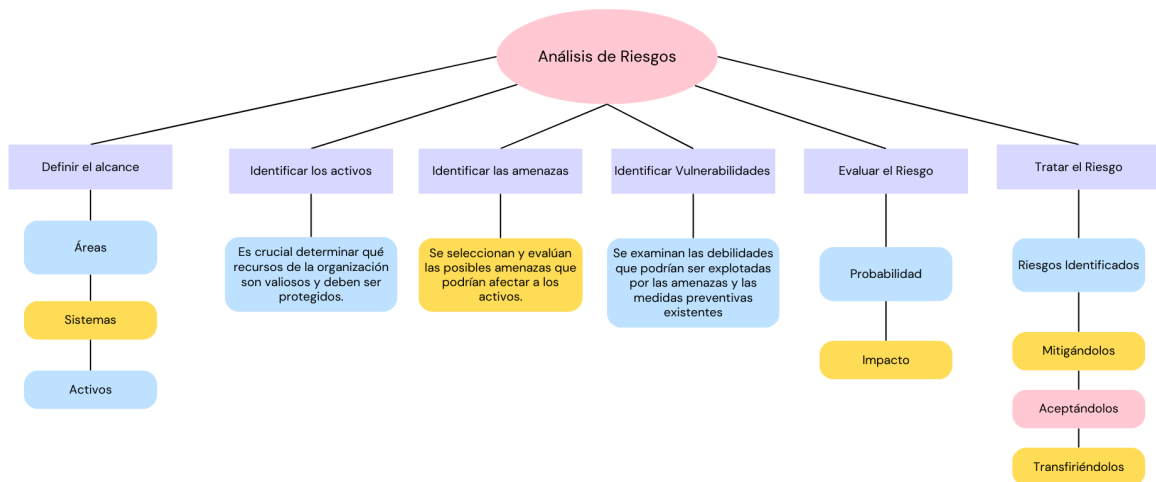 Análisis de Riesgos
Definir el alcance
Áreas
Sistemas
Activos
Identificar los activos
Es crucial determinar qué
recursos de la organización
son valiosos y deben ser
protegidos.
Identificar las amenazas
Se seleccionan y evalúan
las posibles amenazas que
podrían afectar a los
activos.
Identificar Vulnerabilidades
Se examinan las debilidades
que podrían ser explotadas
por las amenazas y las
medidas preventivas
existentes
Evaluar el Riesgo
Probabilidad
Impacto
Tratar el Riesgo
Riesgos Identificados
Mitigándolos
Aceptándolos
Transfiriéndolos